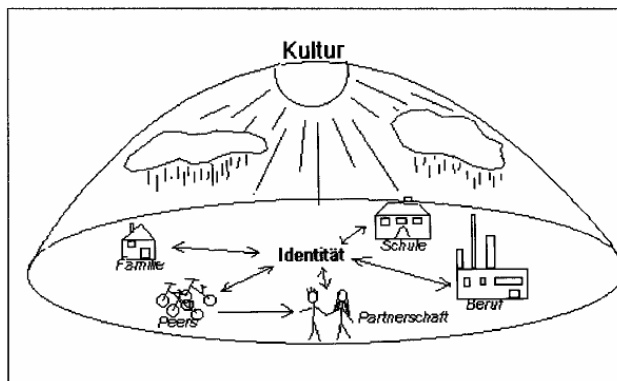 Kultur
Schule
Familie
Identität
Beruf
Peers
Partnerschaft